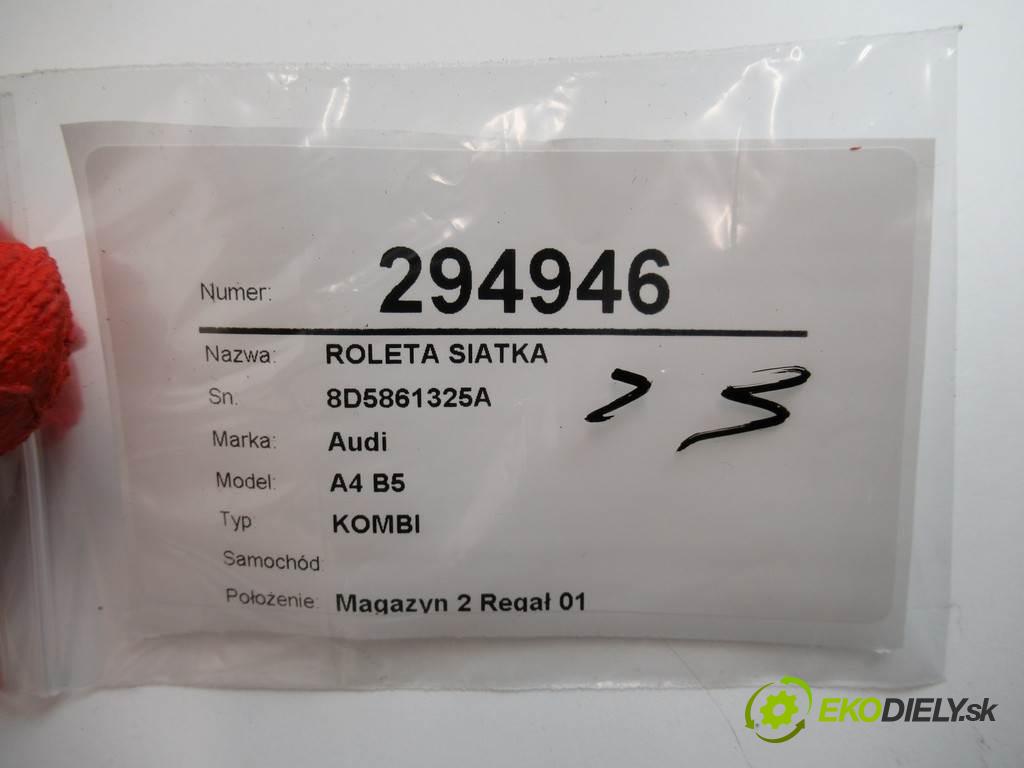 Numer: 294946
Nazwa: ROLETA SIATKA
Sn. 8D5861325A
Marka: Audi
Model: A4 B5
Typ KOMBI
Samochód
Położenie: Magazyn 2 Regał 01
EKODIELY.sk